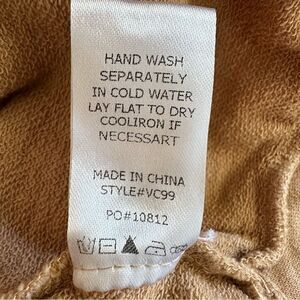 HAND WASH
SEPARATELY
IN COLD WATER
LAY FLAT TO DRY
COOLIRON IF
NECESSART
MADE IN CHINA
STYLE#VC99
PO#10812